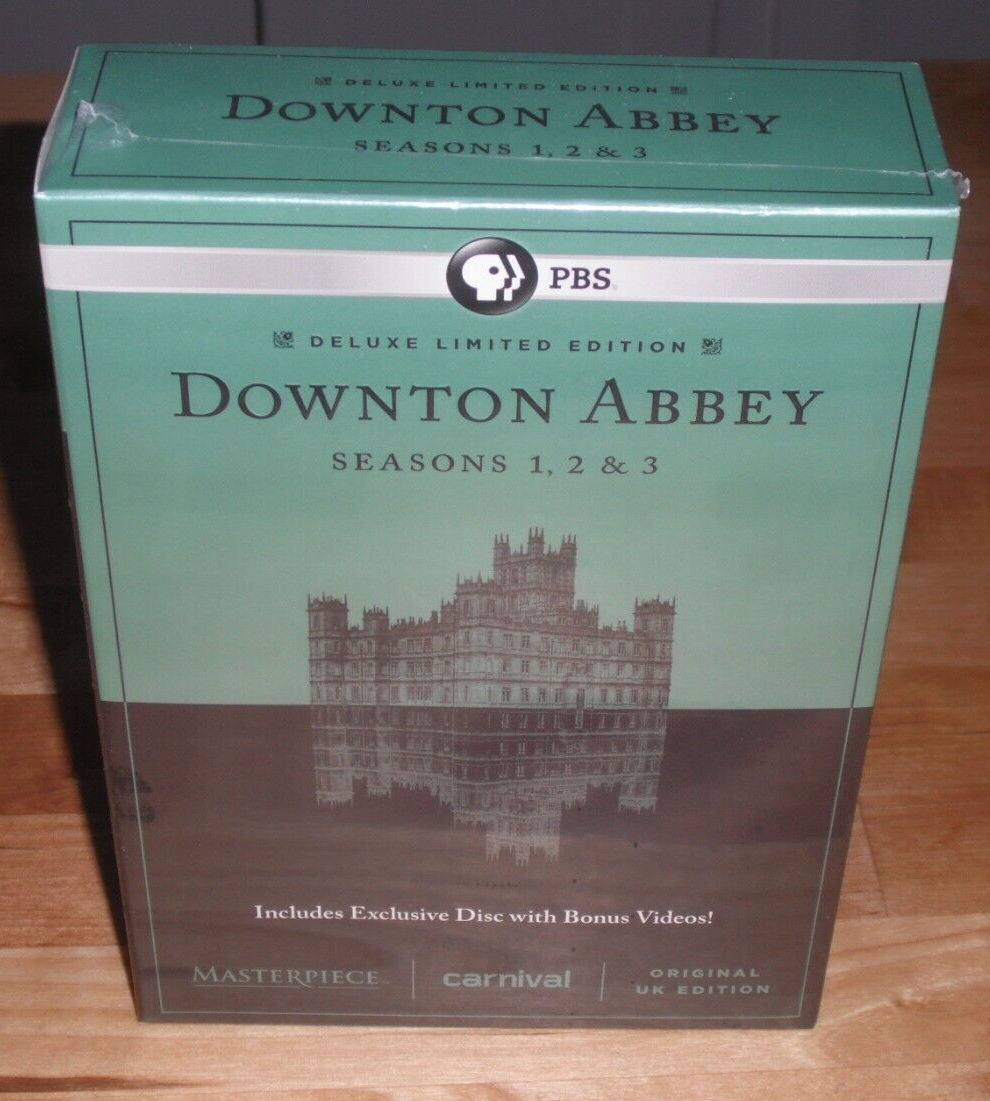 DELUXE LIMITED EDITION
DOWNTON ABBEY
SEASONS 1, 2 & 3
PBS
DELUXE LIMITED EDITION
DOWNTON ABBEY
SEASONS 1, 2 & 3
Includes Exclusive Disc with Bonus Videos!
MASTERPIECE
carnival
ORIGINAL
UK EDITION